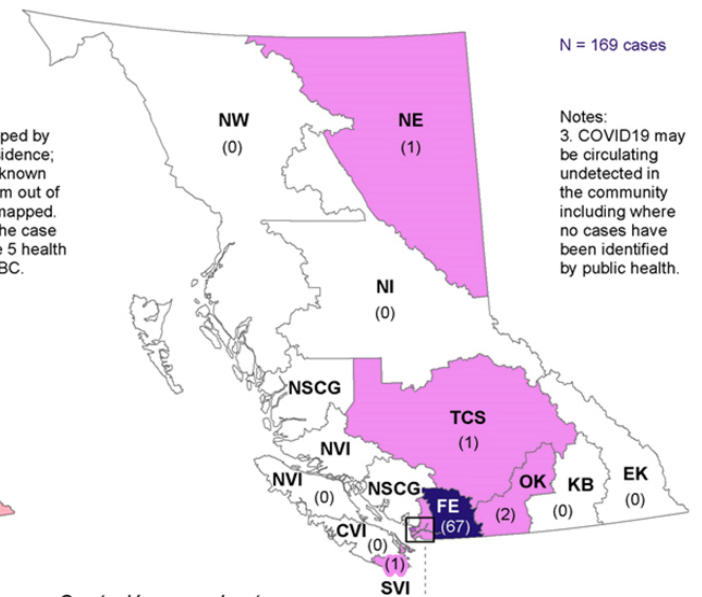 N = 169 cases
NW
(0)
NE
(1)
Notes:
3. COVID19 may
be circulating
undetected in
the community
including where
no cases have
been identified
by public health.
ped by
sidence;
known
m out of
mapped.
he case
e 5 health
BC.
NI
(0)
NSCG
TCS
(1)
NVI
NVI
(0)
NSCG
OK
(2)
KB
(0)
EK
(0)
FE
(67)
CVI
(0)
(1)
SVI